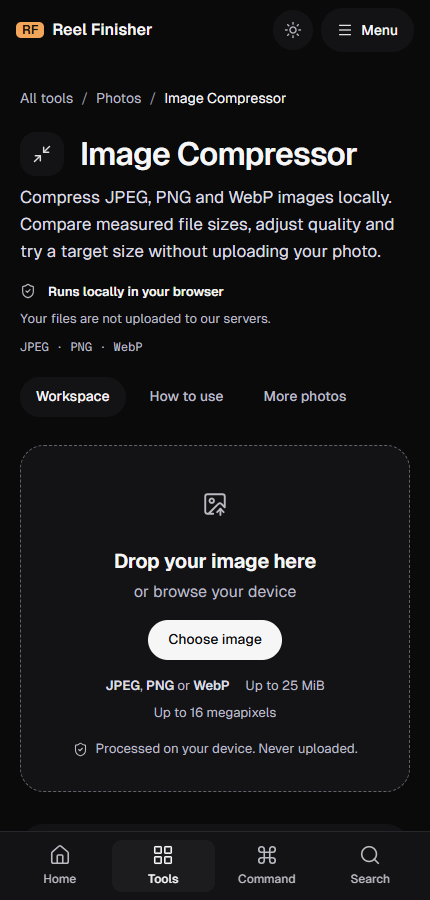 RF Reel Finisher Menu
All tools / Photos / Image Compressor
Image Compressor
Compress JPEG, PNG and WebP images locally.
Compare measured file sizes, adjust quality and
try a target size without uploading your photo.
Runs locally in your browser
Your files are not uploaded to our servers.
JPEG · PNG · WebP
Workspace How to use More photos
Drop your image here
or browse your device
Choose image
JPEG, PNG or WebP Up to 25 MiB
Up to 16 megapixels
Processed on your device. Never uploaded.
Home Tools Command Search